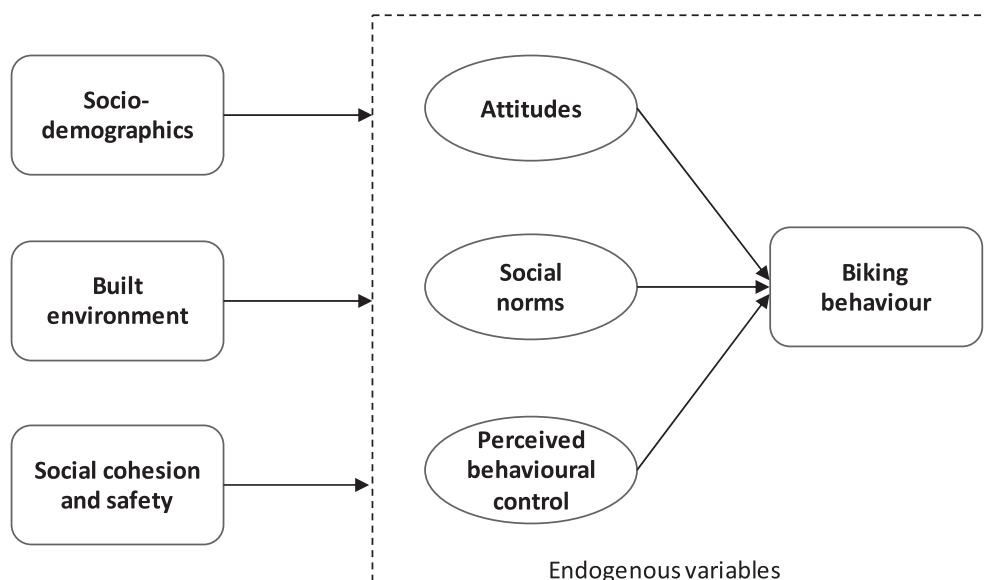 Socio-
demographics
Attitudes
Built
environment
Social
norms
Biking
behaviour
Social cohesion
and safety
Perceived
behavioural
control
Endogenous variables